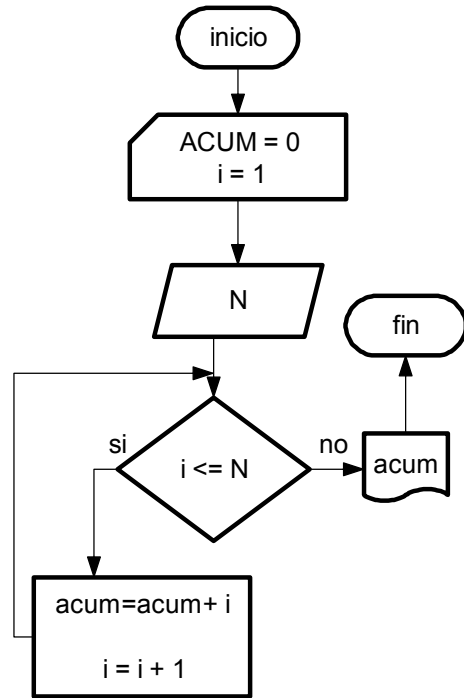 inicio
ACUM = 0
i = 1
N
fin
si
i <= N
no
acum
acum=acum+ i
i = i + 1